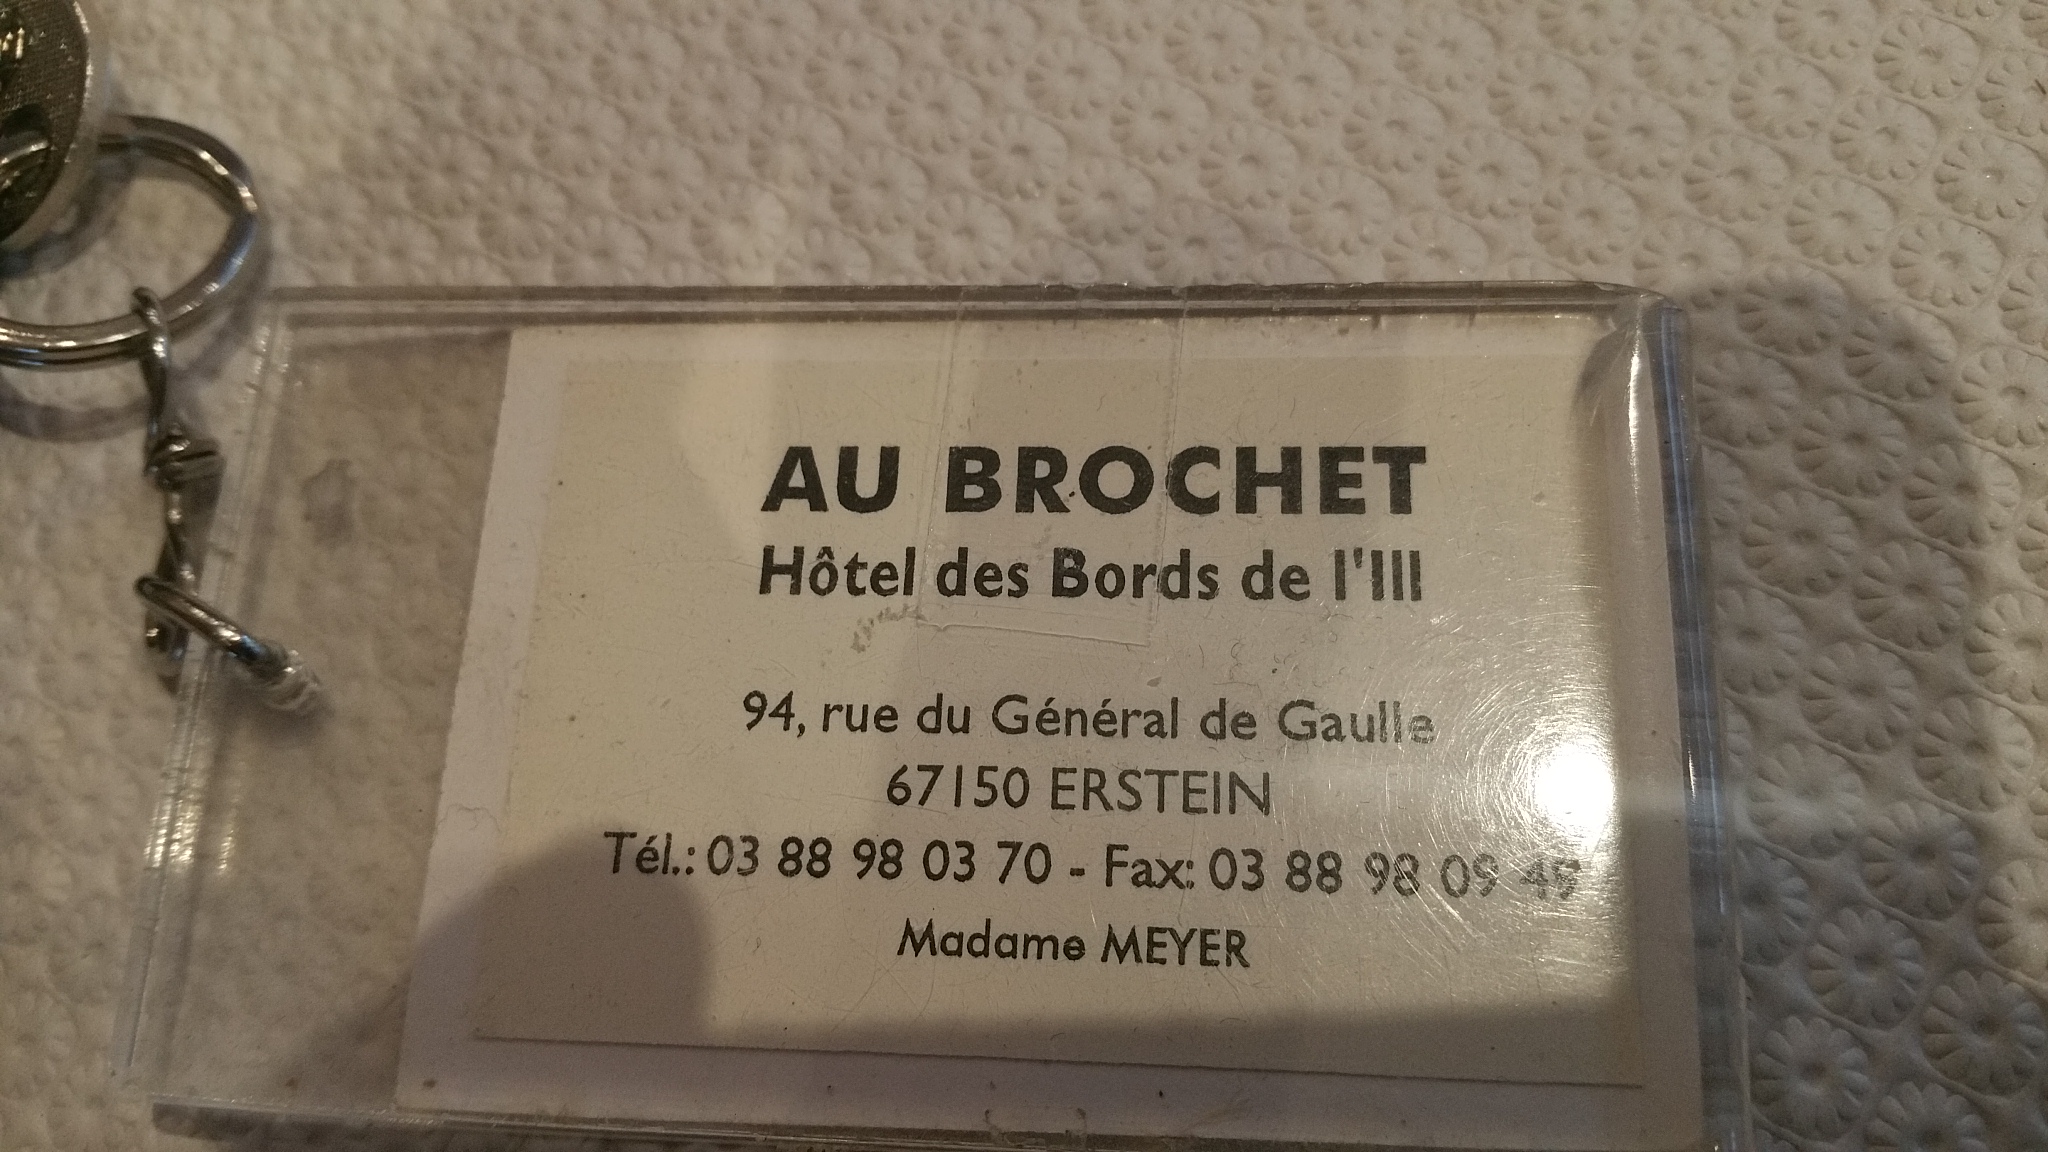 AU BROCHET
Hôtel des Bords de l'Ill
94, rue du Général de Gaulle
67150 ERSTEIN
Tél.: 03 88 98 03 70 - Fax: 03 88 98 09 49
Madame MEYER